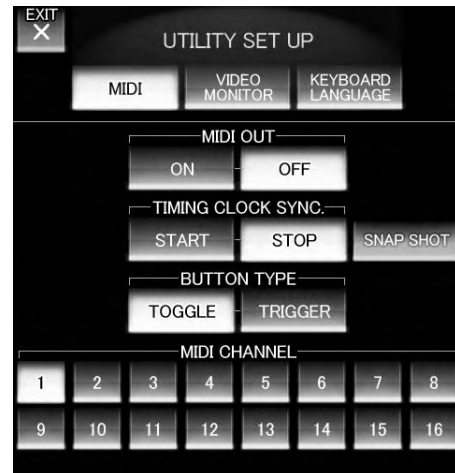 EXIT
×
UTILITY SET UP
MIDI
VIDEO
MONITOR
KEYBOARD
LANGUAGE
MIDI OUT
ON
OFF
TIMING CLOCK SYNC.
START
STOP
SNAP SHOT
BUTTON TYPE
TOGGLE
TRIGGER
MIDI CHANNEL
1 2 3 4 5 6 7 8
9 10 11 12 13 14 15 16